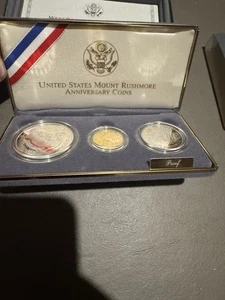 UNITED STATES MOUNT RUSHMORE
ANNIVERSARY COINS
Proof